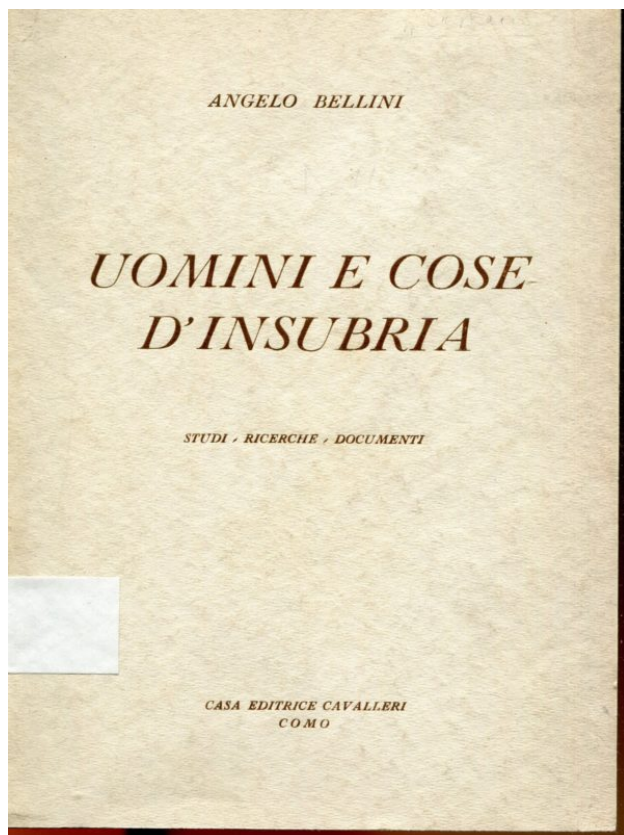 ANGELO BELLINI
UOMINI E COSE
D'INSUBRIA
STUDI - RICERCHE - DOCUMENTI
CASA EDITRICE CAVALLERI
COMO